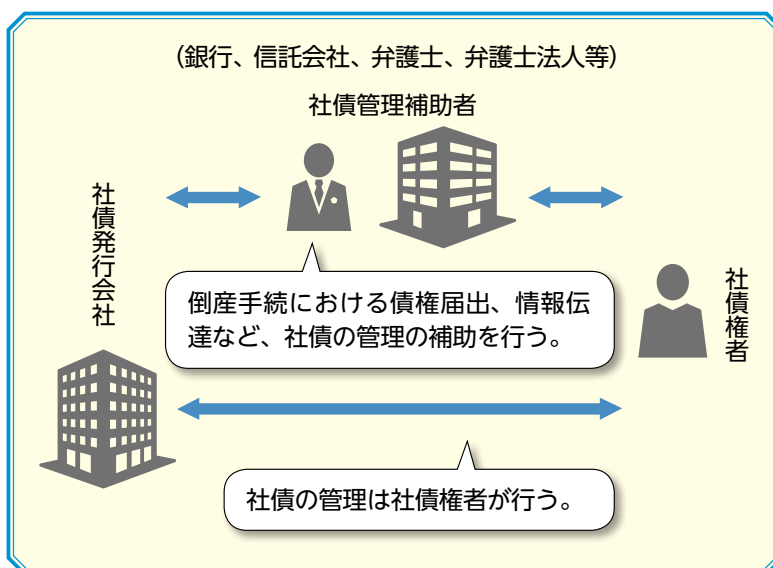 (銀行、信託会社、弁護士、弁護士法人等)
社債管理補助者
社債発行会社
倒産手続における債権届出、情報伝
達など、社債の管理の補助を行う。
社債権者
社債の管理は社債権者が行う。